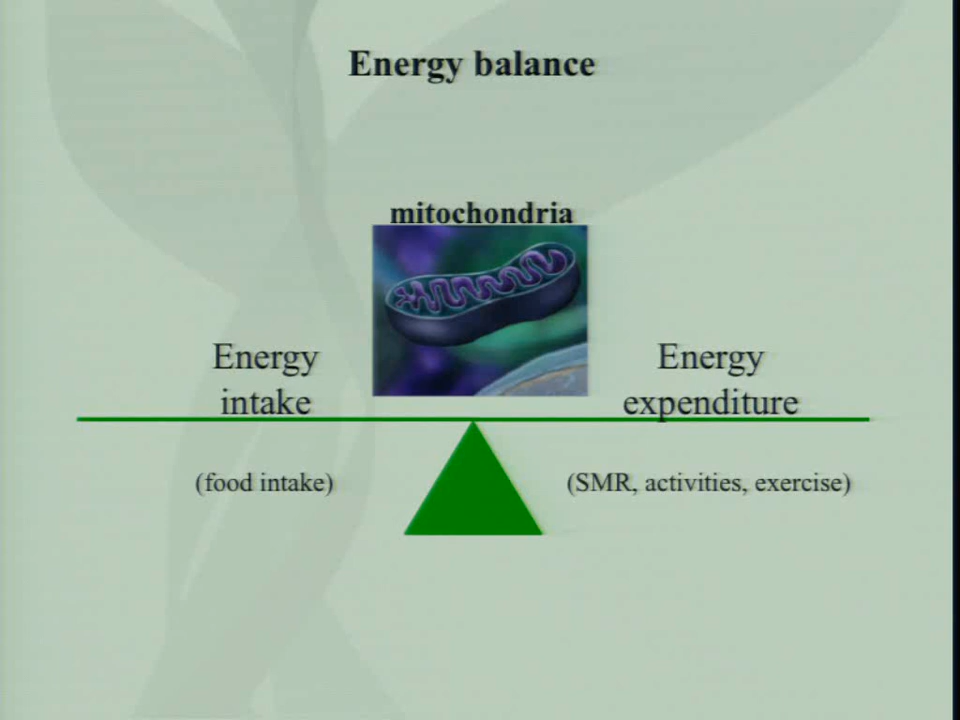 Energy balance
mitochondria
Energy
intake
Energy
expenditure
(food intake)
(SMR, activities, exercise)